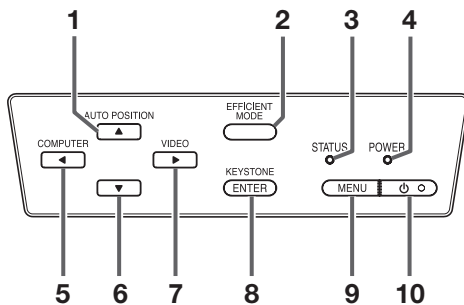 1 2 3 4
AUTO POSITION
EFFICIENT
MODE
STATUS POWER
COMPUTER VIDEO
KEYSTONE
ENTER
MENU
5 6 7 8 9 10